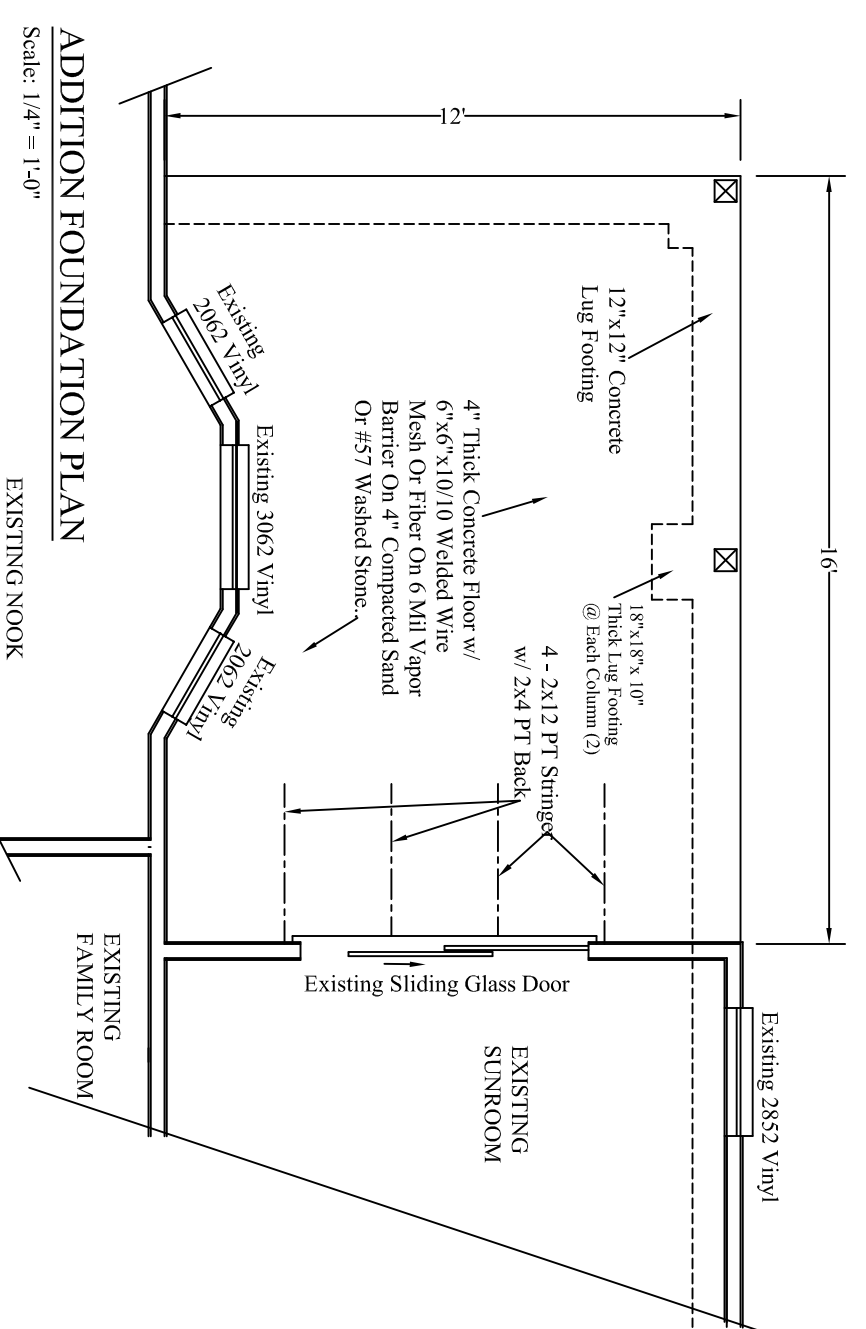 16'
12'
12"x12" Concrete
Lug Footing
18"x18"x 10"
Thick Lug Footing
@ Each Column (2)
4 - 2x12 PT Stringer
w/ 2x4 PT Back
4" Thick Concrete Floor w/
6"x6"x10/10 Welded Wire
Mesh Or Fiber On 6 Mil Vapor
Barrier On 4" Compacted Sand
Or #57 Washed Stone..
Existing
2062 Vinyl
Existing 3062 Vinyl
Existing
2062 Vinyl
Existing Sliding Glass Door
Existing 2852 Vinyl
EXISTING
SUNROOM
EXISTING
FAMILY ROOM
EXISTING NOOK
ADDITION FOUNDATION PLAN
Scale: 1/4" = 1'-0"